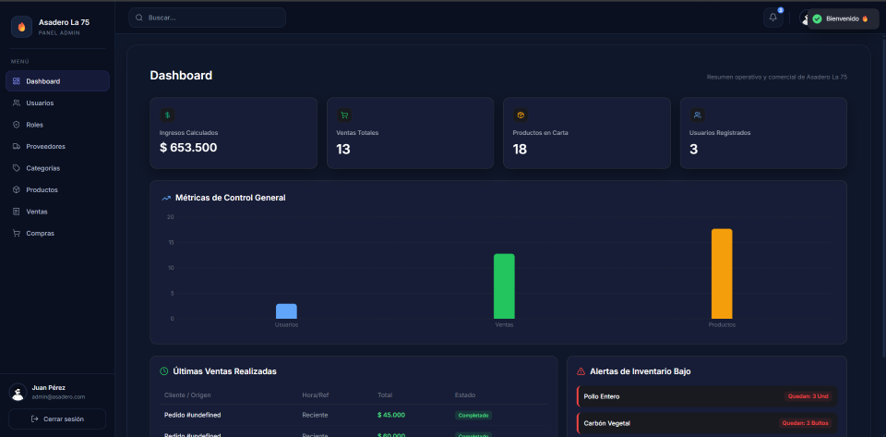 Asadero La 75
PANEL ADMIN
Buscar...
3
Bienvenido
MENÚ
Dashboard
Usuarios
Roles
Proveedores
Categorías
Productos
Ventas
Compras
Juan Pérez
admin@asadero.com
Cerrar sesión
Dashboard
Resumen operativo y comercial de Asadero La 75
Ingresos Calculados
$ 653.500
Ventas Totales
13
Productos en Carta
18
Usuarios Registrados
3
Métricas de Control General
20
15
10
5
0
Usuarios
Ventas
Productos
Últimas Ventas Realizadas
Cliente / Origen Hora/Ref Total Estado
Pedido #undefined Reciente $ 45.000 Completado
Pedido #undefined Reciente $ 60.000 Completado
Alertas de Inventario Bajo
Pollo Entero Quedan: 3 Und
Carbón Vegetal Quedan: 2 Bultos